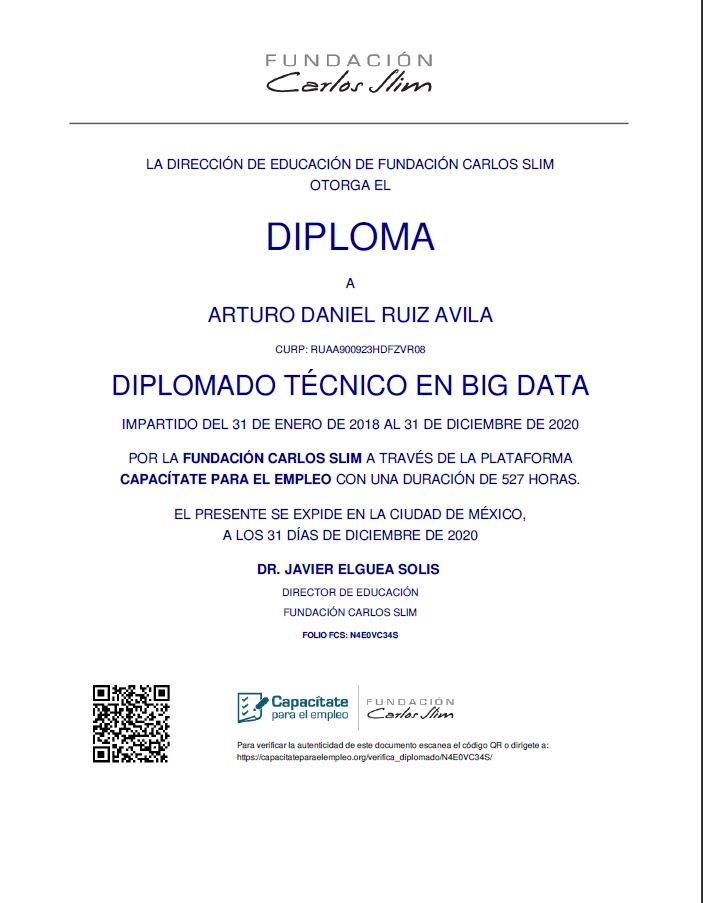 FUNDACIÓN
Carlos Slim
LA DIRECCIÓN DE EDUCACIÓN DE FUNDACIÓN CARLOS SLIM
OTORGA EL
DIPLOMA
A
ARTURO DANIEL RUIZ AVILA
CURP: RUAA900923HDFZVR08
DIPLOMADO TÉCNICO EN BIG DATA
IMPARTIDO DEL 31 DE ENERO DE 2018 AL 31 DE DICIEMBRE DE 2020
POR LA FUNDACIÓN CARLOS SLIM A TRAVÉS DE LA PLATAFORMA
CAPACÍTATE PARA EL EMPLEO CON UNA DURACIÓN DE 527 HORAS.
EL PRESENTE SE EXPIDE EN LA CIUDAD DE MÉXICO,
A LOS 31 DÍAS DE DICIEMBRE DE 2020
DR. JAVIER ELGUEA SOLIS
DIRECTOR DE EDUCACIÓN
FUNDACIÓN CARLOS SLIM
FOLIO FCS: N4E0VC34S
Capacítate
para el empleo
FUNDACIÓN
Carlos Slim
Para verificar la autenticidad de este documento escanea el código QR o dirigete a:
https://capacitateparaelempleo.org/verifica_diplomado/N4E0VC34S/